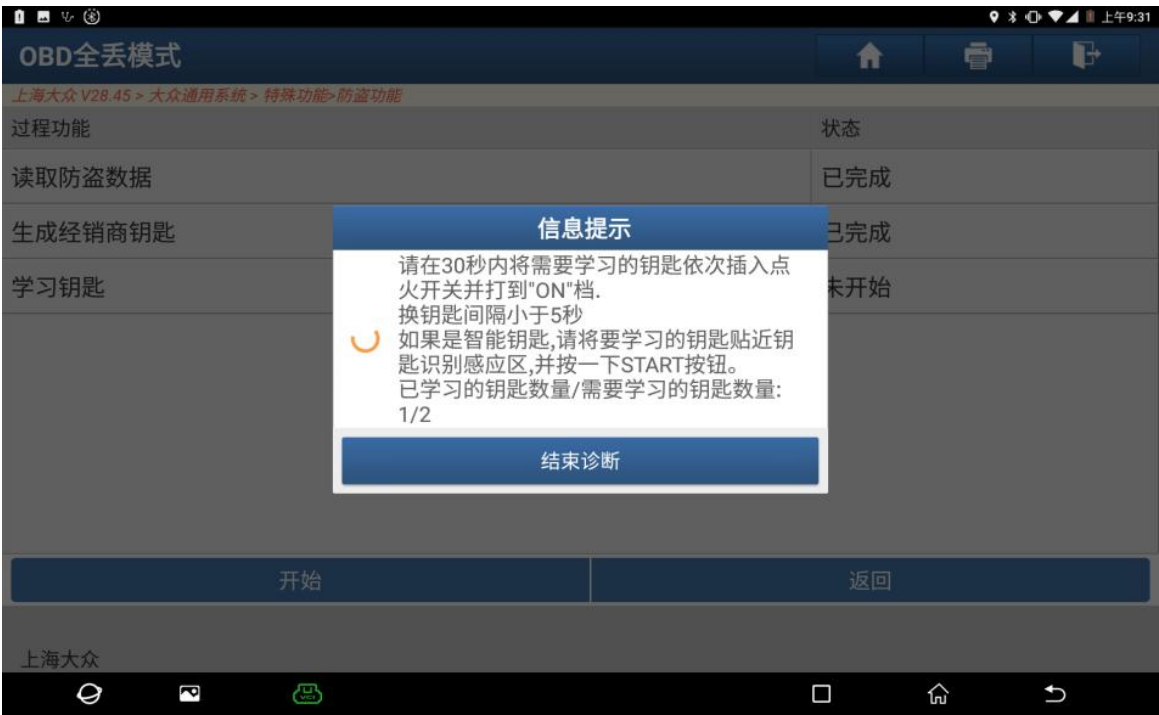 上午9:31
OBD全丢模式
上海大众 V28.45 > 大众通用系统 > 特殊功能>防盗功能
过程功能
状态
读取防盗数据
已完成
生成经销商钥匙
已完成
学习钥匙
未开始
信息提示
请在30秒内将需要学习的钥匙依次插入点
火开关并打到"ON"档.
换钥匙间隔小于5秒
如果是智能钥匙,请将要学习的钥匙贴近钥
匙识别感应区,并按一下START按钮。
已学习的钥匙数量/需要学习的钥匙数量:
1/2
结束诊断
开始
返回
上海大众
VCI